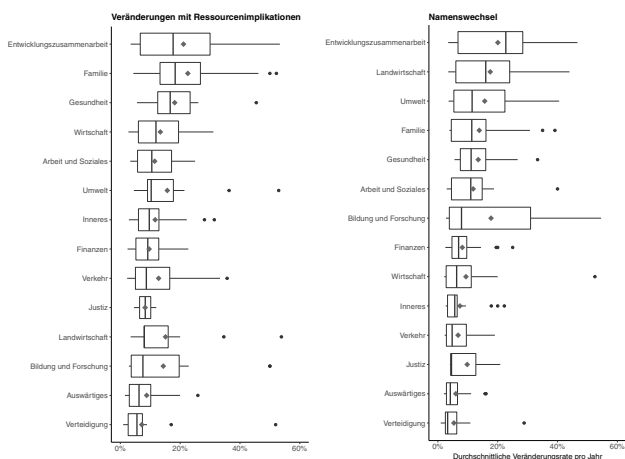 Veränderungen mit Ressourcenimplikationen
Entwicklungszusammenarbeit
Familie
Gesundheit
Wirtschaft
Arbeit und Soziales
Umwelt
Inneres
Finanzen
Verkehr
Justiz
Landwirtschaft
Bildung und Forschung
Auswärtiges
Verteidigung
0% 20% 40% 60%
Namenswechsel
Entwicklungszusammenarbeit
Landwirtschaft
Umwelt
Familie
Gesundheit
Arbeit und Soziales
Bildung und Forschung
Finanzen
Wirtschaft
Inneres
Verkehr
Justiz
Auswärtiges
Verteidigung
0% 20% 40% 60%
Durchschnittliche Veränderungsrate pro Jahr